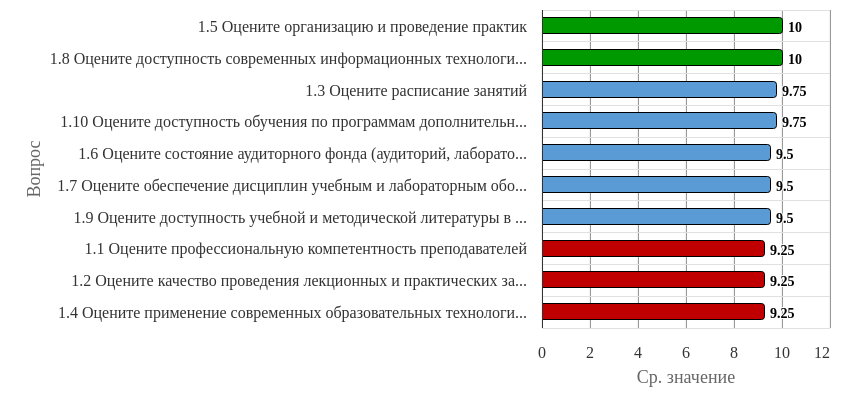 1.5 Оцените организацию и проведение практик 10
1.8 Оцените доступность современных информационных технологи... 10
1.3 Оцените расписание занятий 9.75
1.10 Оцените доступность обучения по программам дополнительн... 9.75
1.6 Оцените состояние аудиторного фонда (аудиторий, лаборато... 9.5
1.7 Оцените обеспечение дисциплин учебным и лабораторным обо... 9.5
1.9 Оцените доступность учебной и методической литературы в ... 9.5
1.1 Оцените профессиональную компетентность преподавателей 9.25
1.2 Оцените качество проведения лекционных и практических за... 9.25
1.4 Оцените применение современных образовательных технологи... 9.25
Вопрос
0 2 4 6 8 10 12
Ср. значение